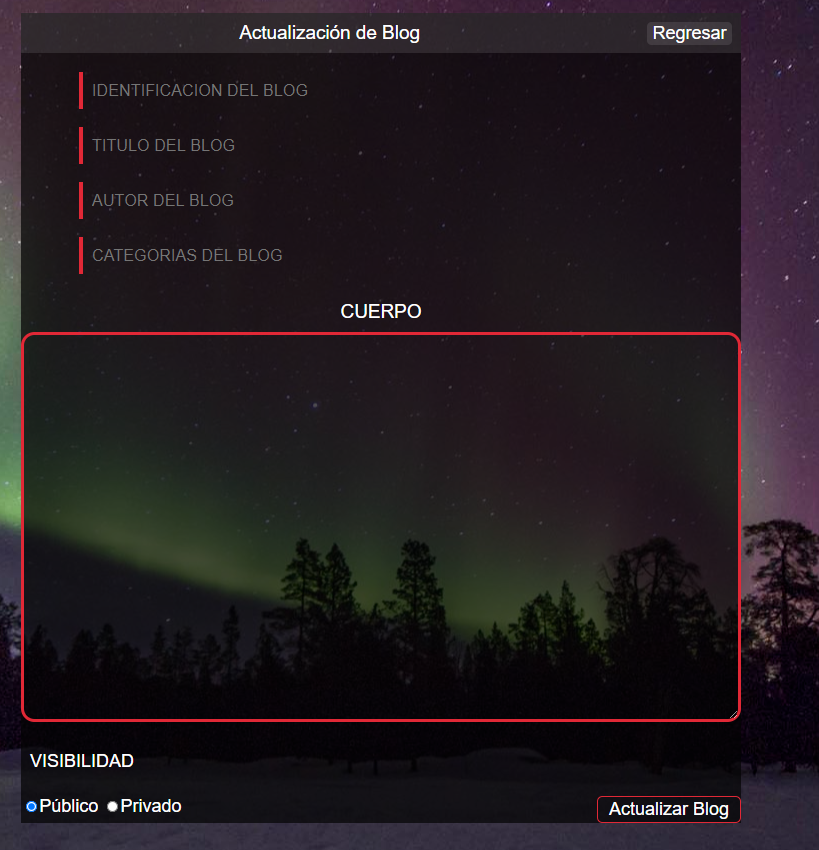 Actualización de Blog Regresar
IDENTIFICACION DEL BLOG
TITULO DEL BLOG
AUTOR DEL BLOG
CATEGORIAS DEL BLOG
CUERPO
VISIBILIDAD
Público Privado Actualizar Blog